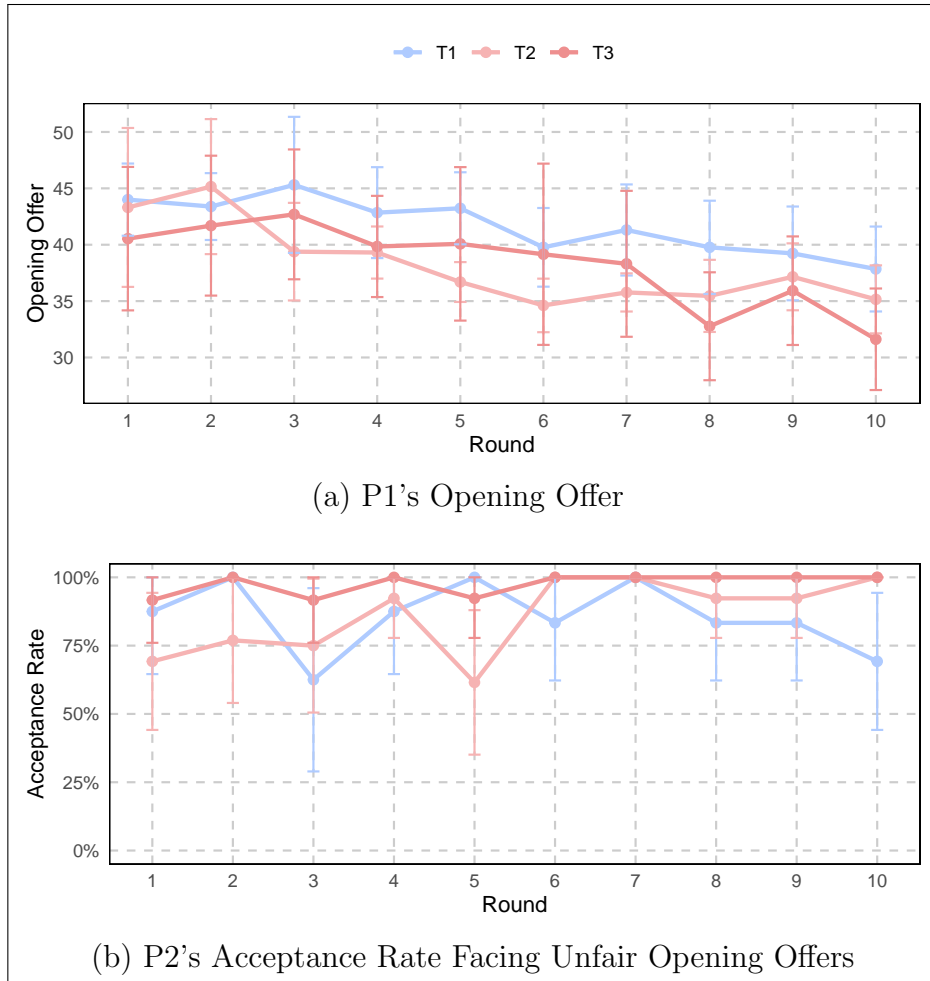 T1 T2 T3
Opening Offer
50
45
40
35
30
1 2 3 4 5 6 7 8 9 10
Round
(a) P1's Opening Offer
Acceptance Rate
100%
75%
50%
25%
0%
1 2 3 4 5 6 7 8 9 10
Round
(b) P2's Acceptance Rate Facing Unfair Opening Offers